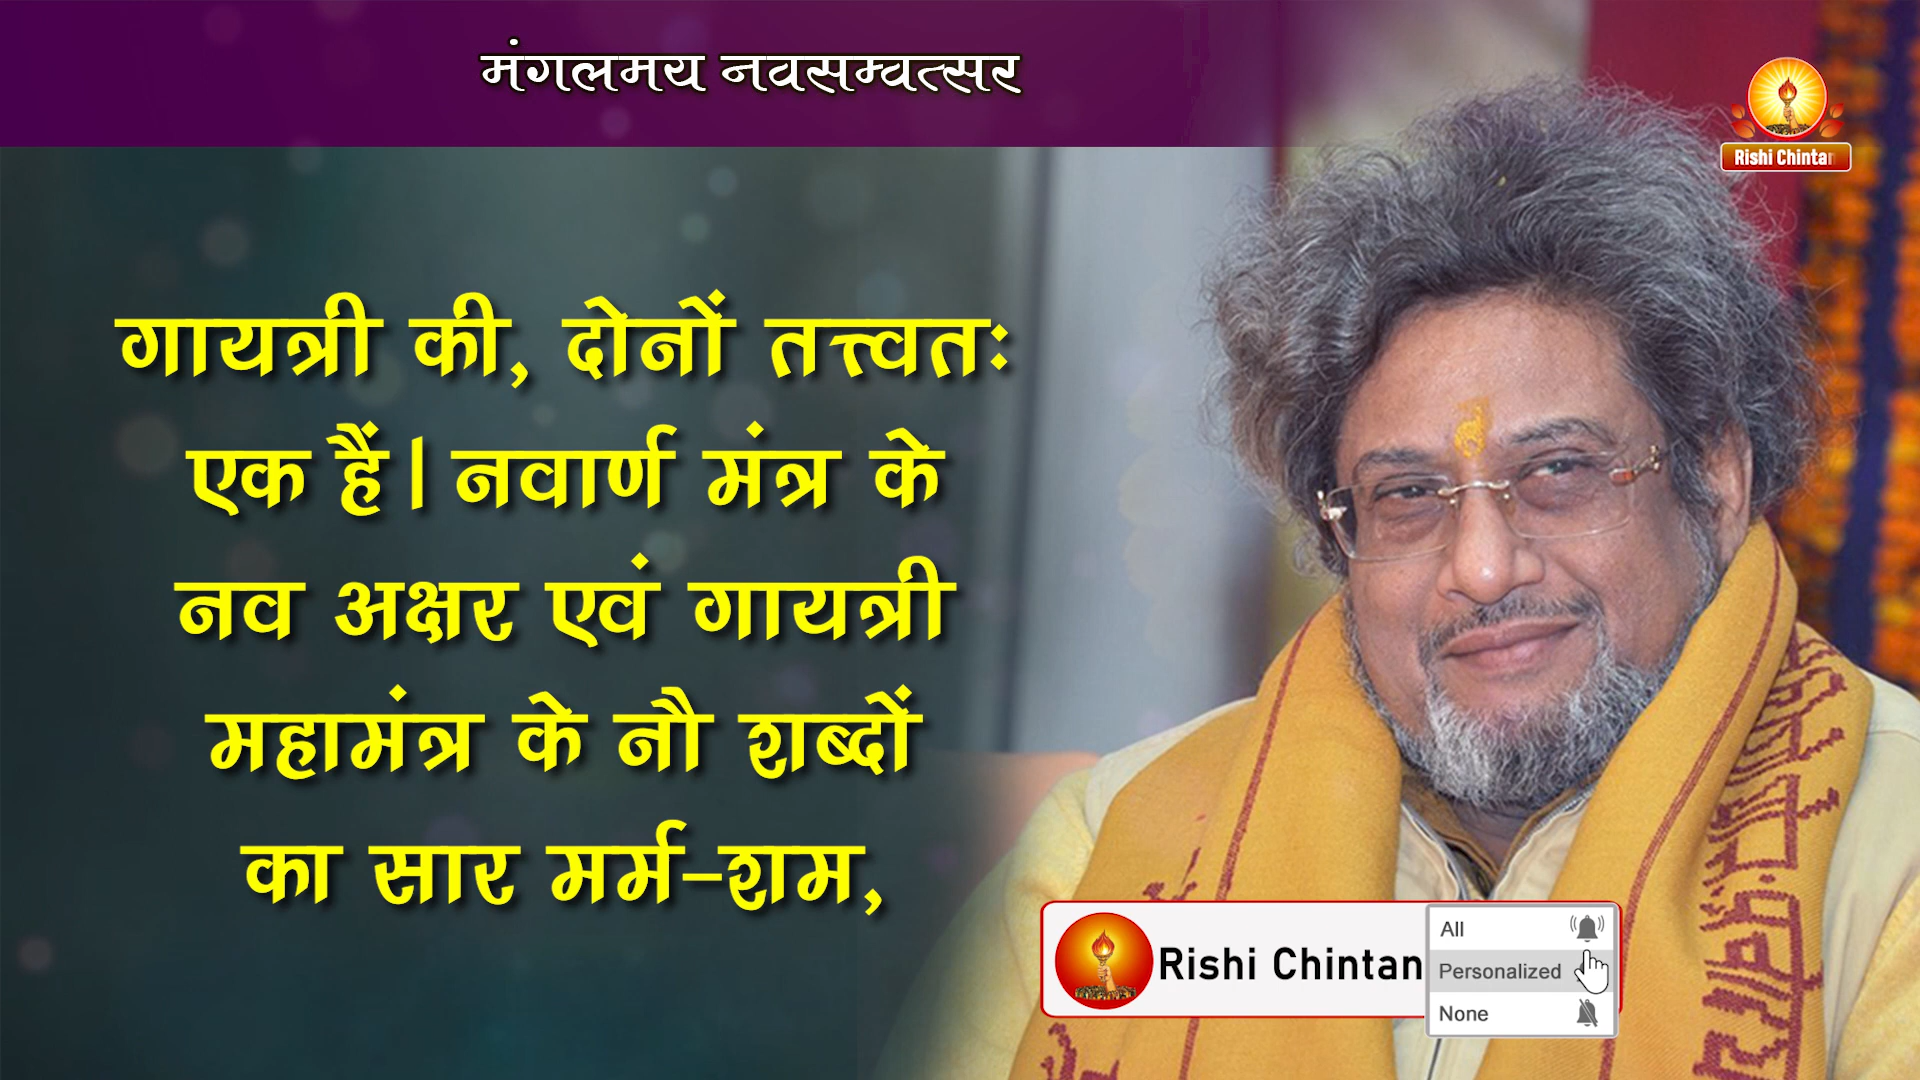 मंगलमय नवसम्वत्सर
Rishi Chintan
गायत्री की, दोनों तत्त्वतः
एक हैं। नवार्ण मंत्र के
नव अक्षर एवं गायत्री
महामंत्र के नौ शब्दों
का सार मर्म-शम,
Rishi Chintan
All
Personalized
None